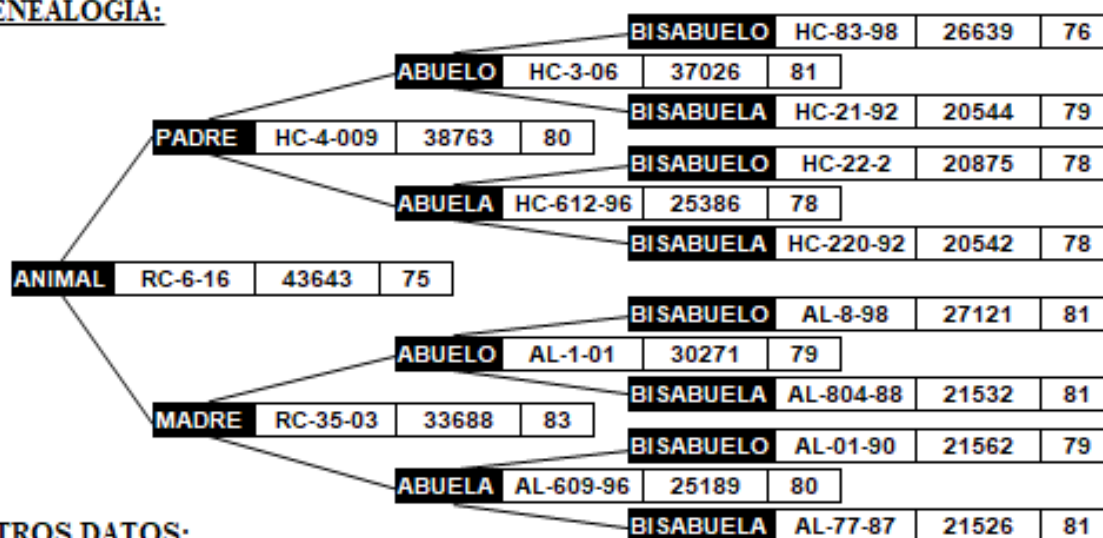 ENEALOGIA:
BISABUELO HC-83-98 26639 76
ABUELO HC-3-06 37026 81
BISABUELA HC-21-92 20544 79
PADRE HC-4-009 38763 80
BISABUELO HC-22-2 20875 78
ABUELA HC-612-96 25386 78
BISABUELA HC-220-92 20542 78
ANIMAL RC-6-16 43643 75
BISABUELO AL-8-98 27121 81
ABUELO AL-1-01 30271 79
BISABUELA AL-804-88 21532 81
MADRE RC-35-03 33688 83
BISABUELO AL-01-90 21562 79
ABUELA AL-609-96 25189 80
BISABUELA AL-77-87 21526 81
TROS DATOS: